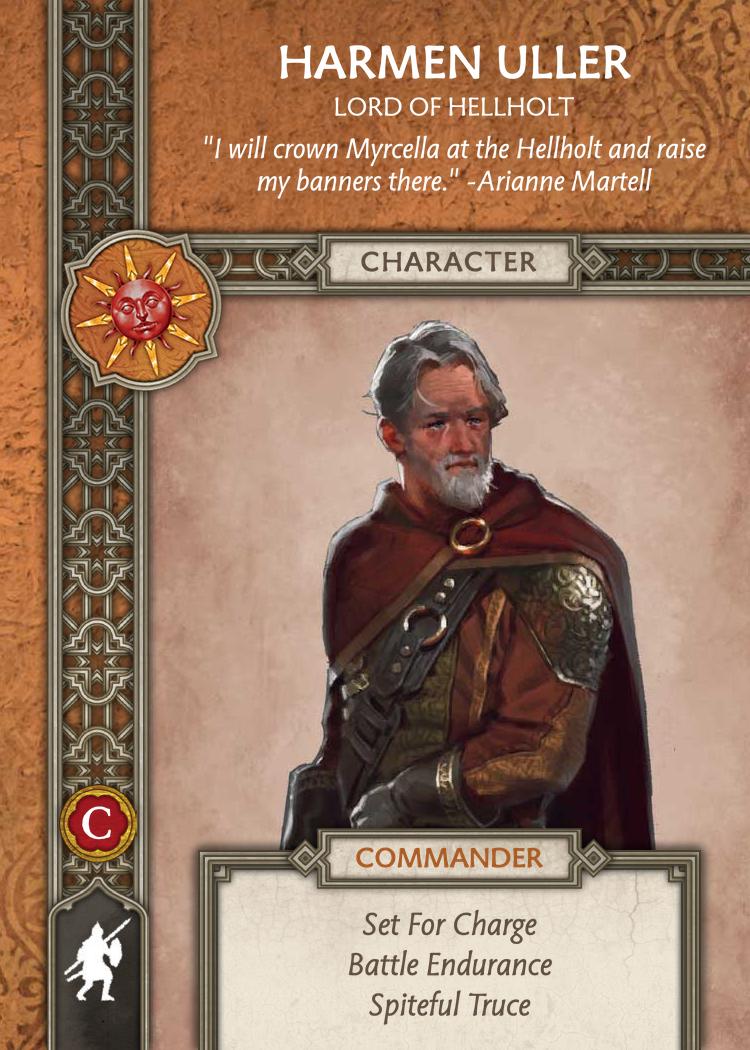 HARMEN ULLER
LORD OF HELLHOLT
"I will crown Myrcella at the Hellholt and raise
my banners there." -Arianne Martell
CHARACTER
C
COMMANDER
Set For Charge
Battle Endurance
Spiteful Truce